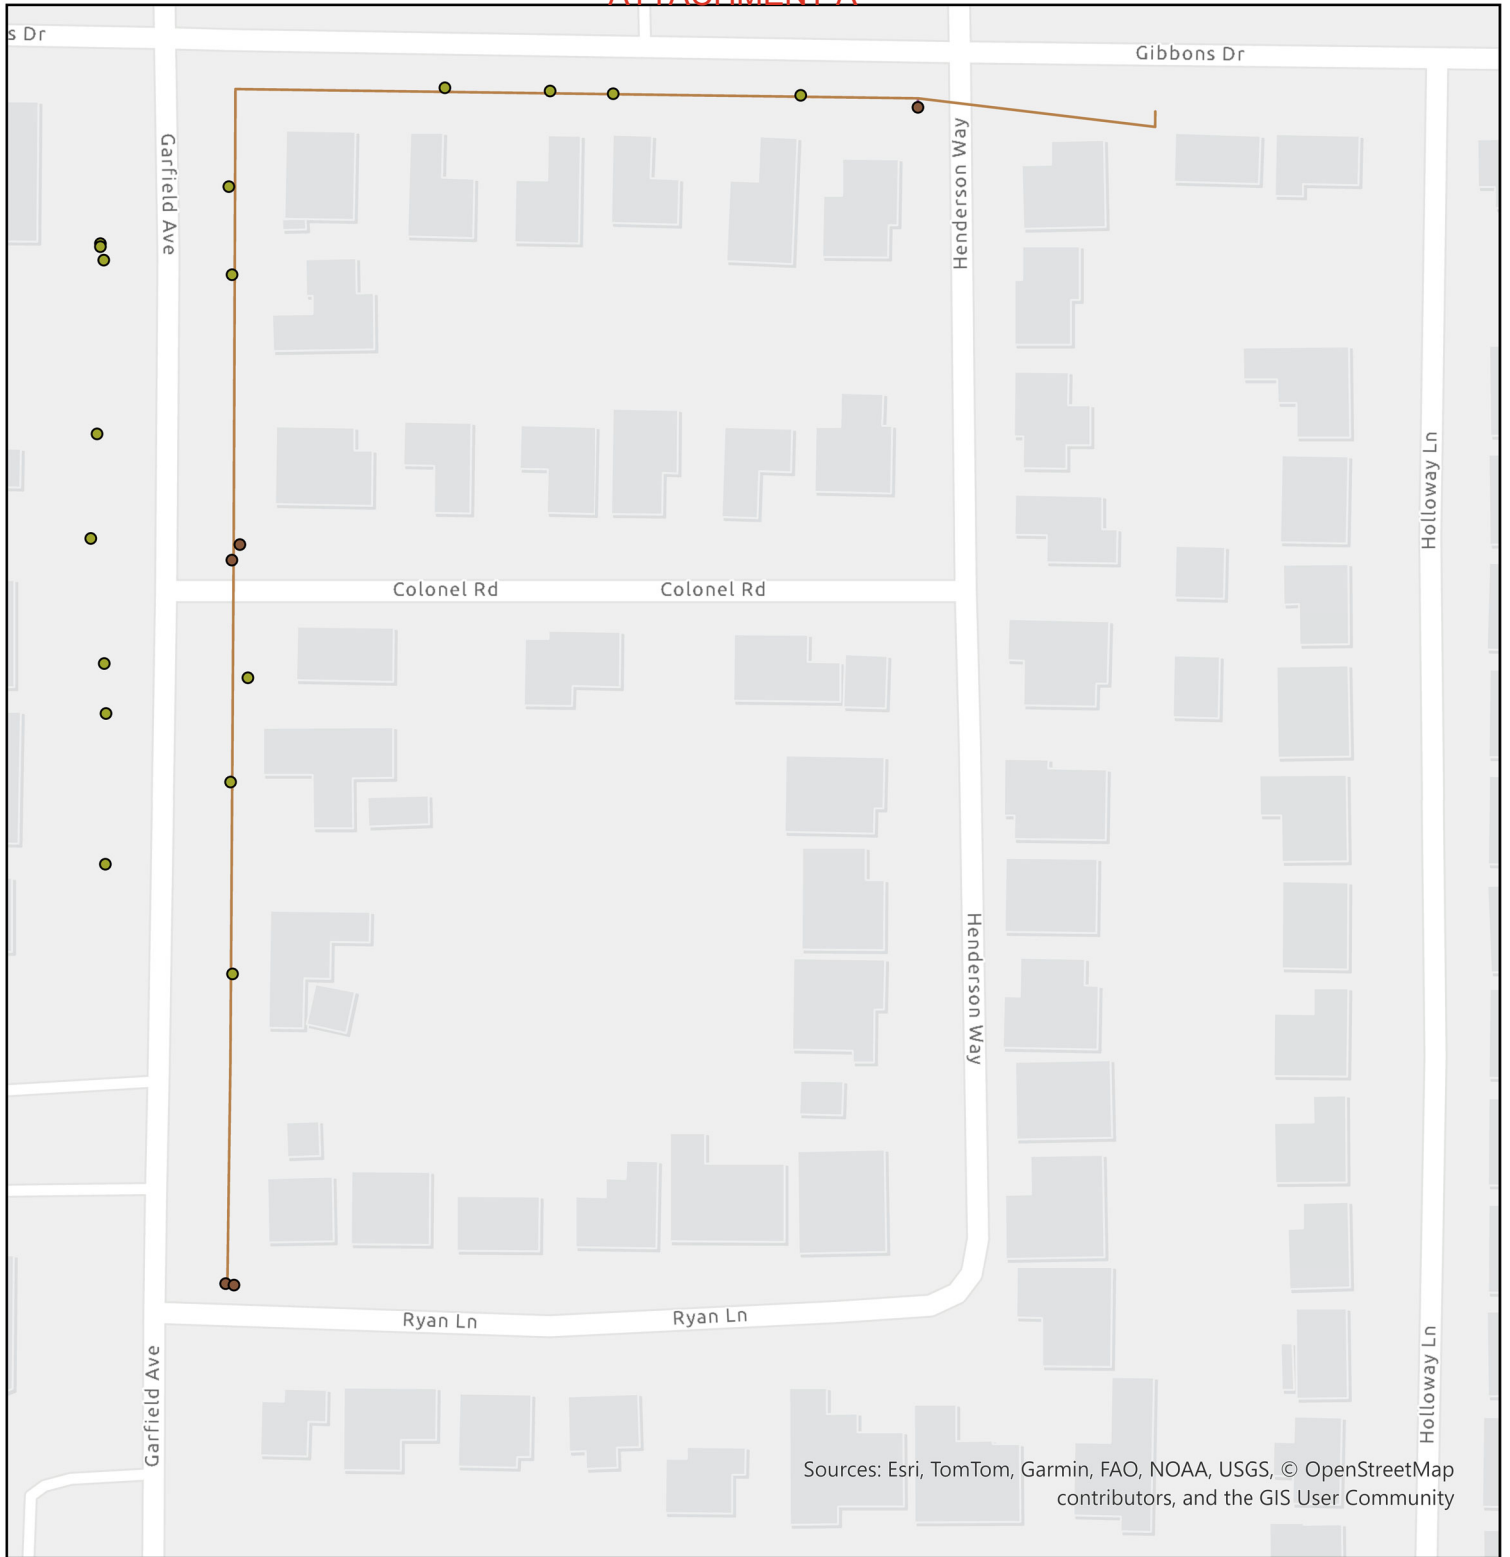 ATTACHMENT A
s Dr
Gibbons Dr
Garfield Ave
Henderson Way
Holloway Ln
Colonel Rd
Colonel Rd
Henderson Way
Ryan Ln
Ryan Ln
Garfield Ave
Holloway Ln
Sources: Esri, TomTom, Garmin, FAO, NOAA, USGS, © OpenStreetMap
contributors, and the GIS User Community